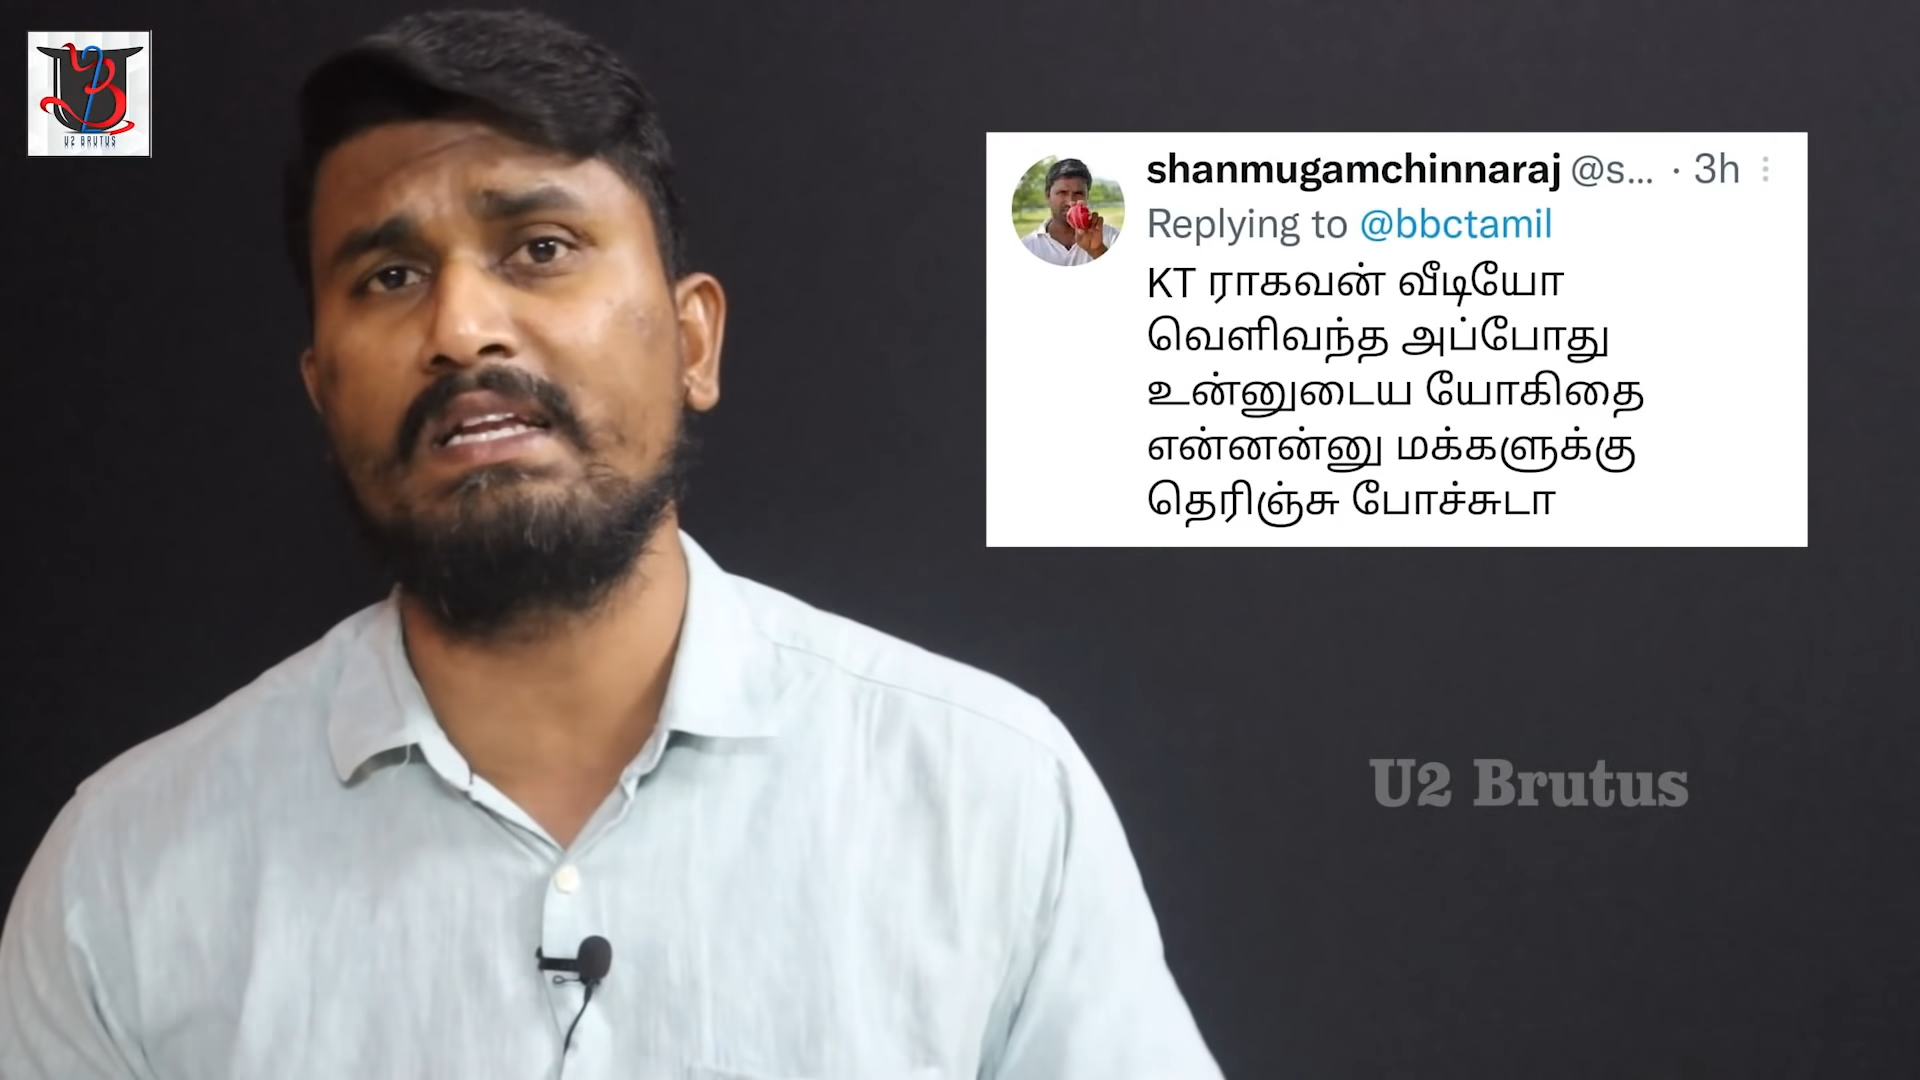 U2 BRUTUS
shanmugamchinnaraj @s... · 3h
Replying to @bbctamil
KT ராகவன் வீடியோ
வெளிவந்த அப்போது
உன்னுடைய யோகிதை
என்னன்னு மக்களுக்கு
தெரிஞ்சு போச்சுடா
U2 Brutus